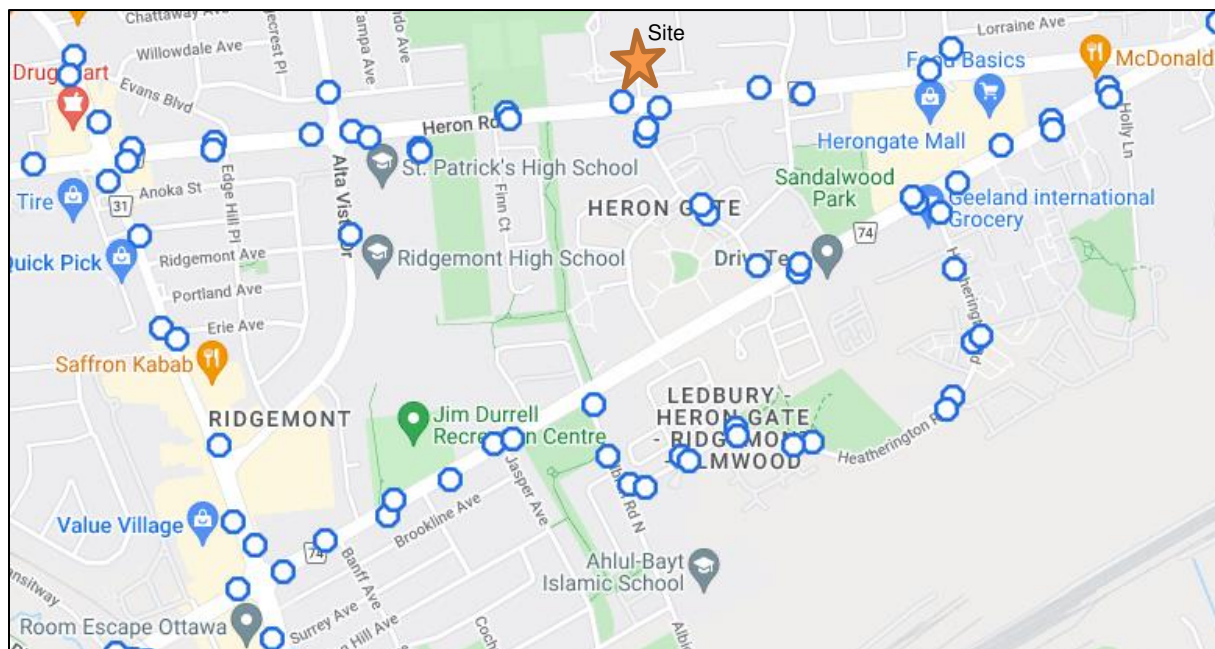 Chattaway Ave
Site
Lorraine Ave
Willowdale Ave
McDonald
Food Basics
Evans Blvd
Heron Rd
Herongate Mall
Holly Ln
St. Patrick's High School
Anoka St
31
Alta Vista Dr
Edge Hill Pl
Finn Ct
Sandalwood
Park
HERON GATE
Geeland international
Grocery
Tire
74
Quick Pick
Ridgemont Ave
Ridgemont High School
Portland Ave
Erie Ave
Saffron Kabab
RIDGEMONT
Jim Durrell
Recreation Centre
LEDBURY -
HERON GATE
- RIDGEMONT
Heatherington
Jasper Ave
Brookline Ave
Value Village
74
Banff Ave
Ahlul-Bayt
Islamic School
Room Escape Ottawa
Surrey Ave
Hill Ave